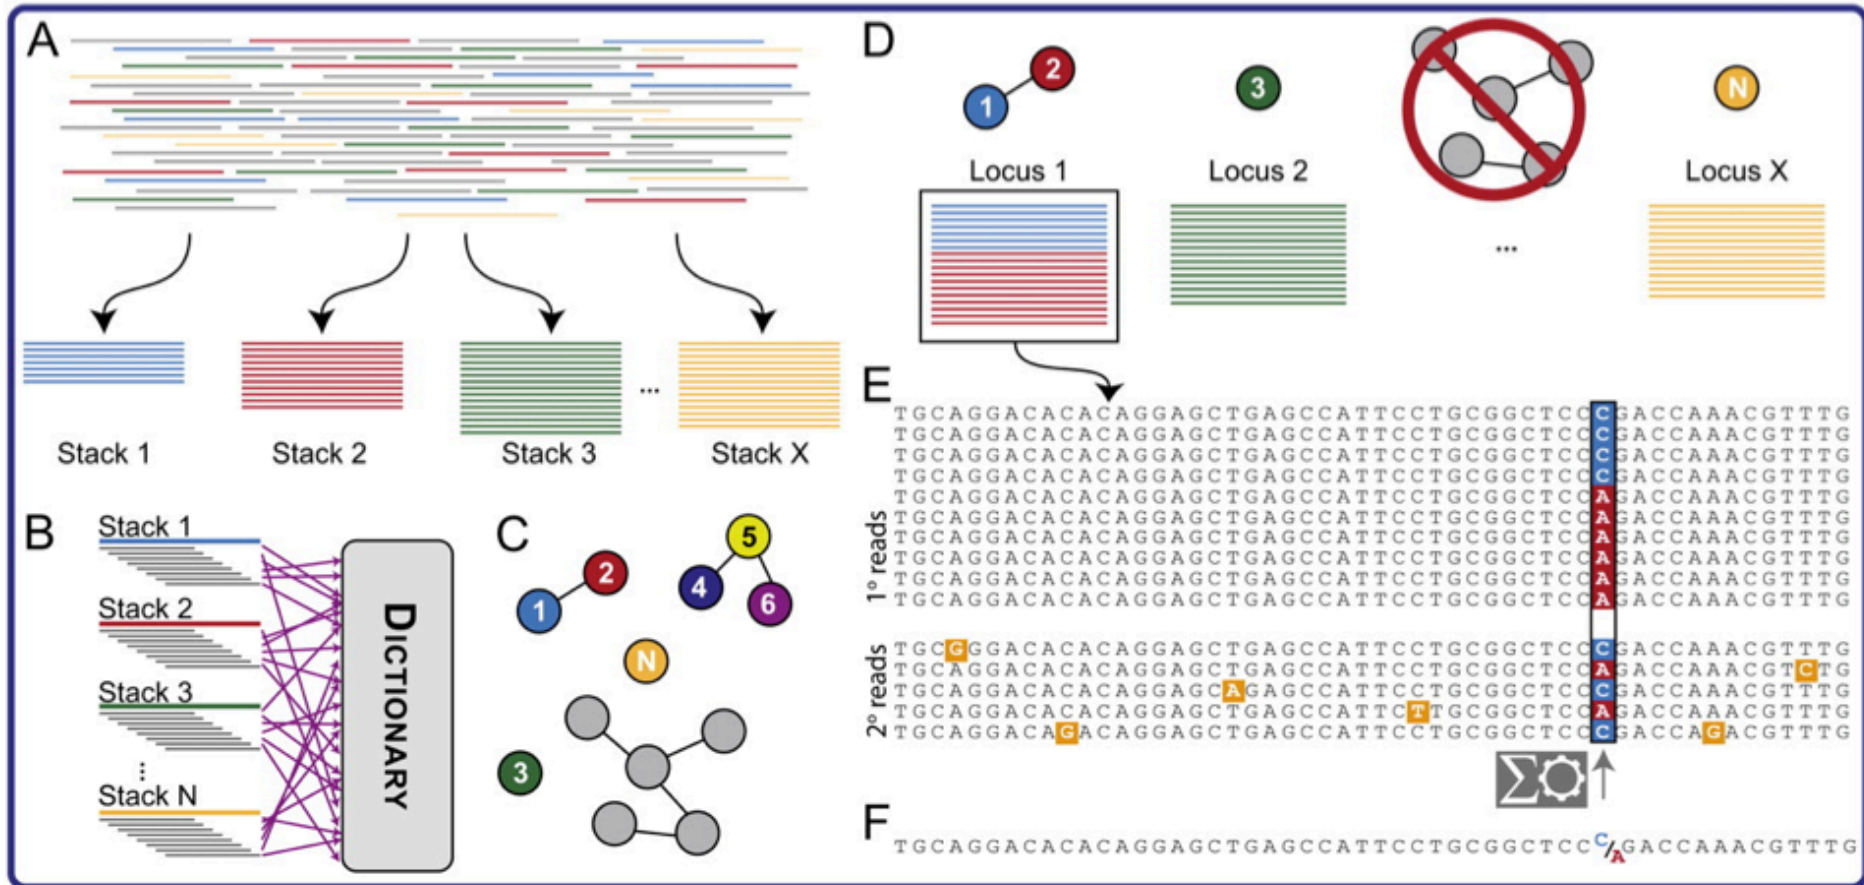 A
Stack 1
Stack 2
Stack 3
...
Stack X
B
Stack 1
Stack 2
Stack 3
...
Stack N
DICTIONARY
C
1
2
4
5
6
N
3
D
1
2
3
N
Locus 1
Locus 2
...
Locus X
E
1º reads
TGCAGGACACACAGGAGCTGAGCCATTCCTGCGGCTCCCGACCAAACGTTTG
TGCAGGACACACAGGAGCTGAGCCATTCCTGCGGCTCCCGACCAAACGTTTG
TGCAGGACACACAGGAGCTGAGCCATTCCTGCGGCTCCCGACCAAACGTTTG
TGCAGGACACACAGGAGCTGAGCCATTCCTGCGGCTCCCGACCAAACGTTTG
TGCAGGACACACAGGAGCTGAGCCATTCCTGCGGCTCCAGACCAAACGTTTG
TGCAGGACACACAGGAGCTGAGCCATTCCTGCGGCTCCAGACCAAACGTTTG
TGCAGGACACACAGGAGCTGAGCCATTCCTGCGGCTCCAGACCAAACGTTTG
TGCAGGACACACAGGAGCTGAGCCATTCCTGCGGCTCCAGACCAAACGTTTG
TGCAGGACACACAGGAGCTGAGCCATTCCTGCGGCTCCAGACCAAACGTTTG
TGCAGGACACACAGGAGCTGAGCCATTCCTGCGGCTCCAGACCAAACGTTTG
2º reads
TGCGGGACACACAGGAGCTGAGCCATTCCTGCGGCTCCCGACCAAACGTTTG
TGCAGGACACACAGGAGCTGAGCCATTCCTGCGGCTCCAGACCAAACGTCTG
TGCAGGACACACAGGAGCAGAGCCATTCCTGCGGCTCCCGACCAAACGTTTG
TGCAGGACACACAGGAGCTGAGCCATTCTTGCGGCTCCAGACCAAACGTTTG
TGCAGGACAGACAGGAGCTGAGCCATTCCTGCGGCTCCCGACCAGACGTTTG
Σ
F
TGCAGGACACACAGGAGCTGAGCCATTCCTGCGGCTCCC/AGACCAAACGTTTG